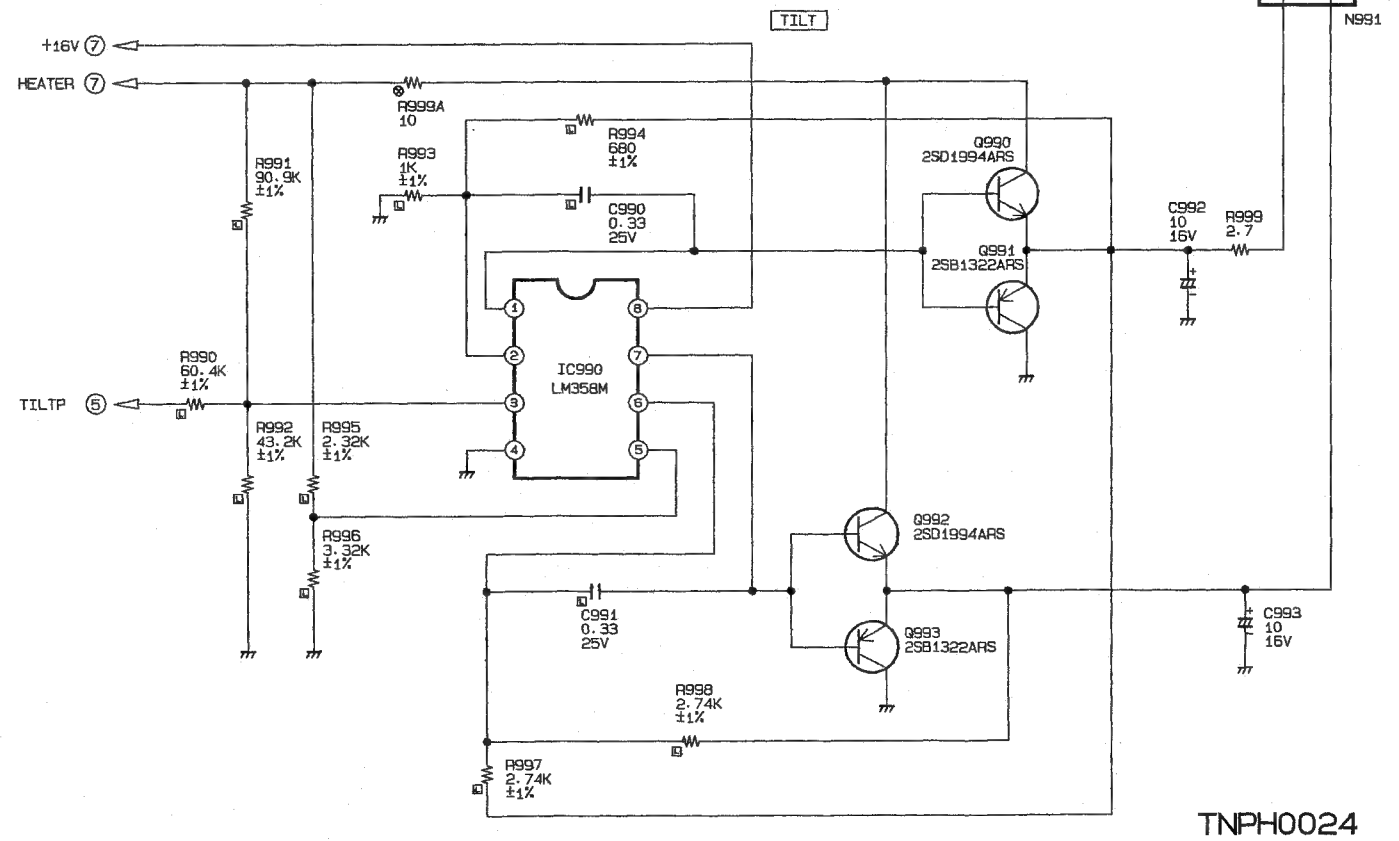 TILT
N991
+16V 7
HEATER 7
R999A
10
R994
680
±1%
R993
1K
±1%
Q990
2SD1994ARS
R991
90.9K
±1%
C990
0.33
25V
C992
10
16V
R999
2.7
Q991
2SB1322ARS
+
-
1
8
R990
60.4K
±1%
2
7
IC990
LM358M
TILTP 5
3
6
R992
43.2K
±1%
R995
2.32K
±1%
4
5
Q992
2SD1994ARS
R996
3.32K
±1%
C991
0.33
25V
+
-
C993
10
16V
Q993
2SB1322ARS
R998
2.74K
±1%
R997
2.74K
±1%
L
L
L
L
L
L
L
L
L
L
TNPH0024